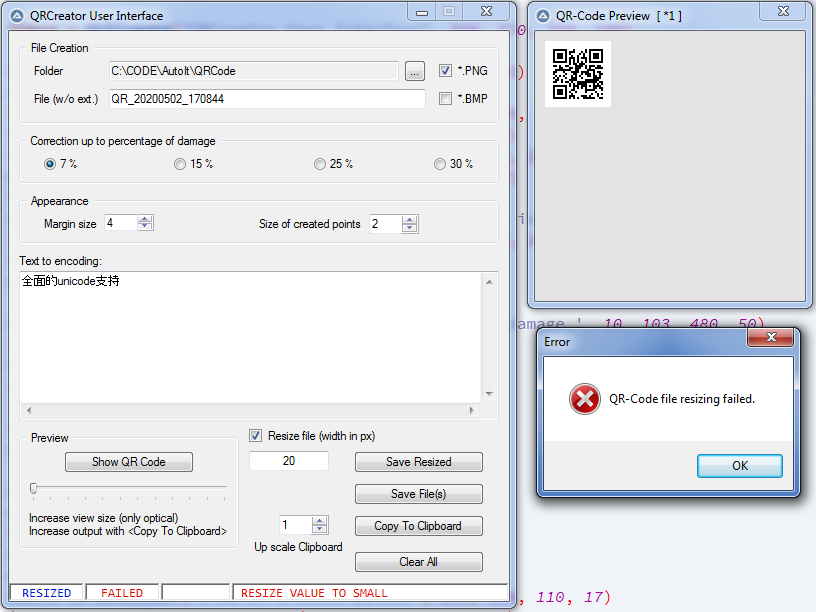 QRCreator User Interface
File Creation
Folder
C:\CODE\AutoIt\QRCode
...
*.PNG
File (w/o ext.)
QR_20200502_170844
*.BMP
Correction up to percentage of damage
7 %
15 %
25 %
30 %
Appearance
Margin size
4
Size of created points
2
Text to encoding:
全面的unicode支持
Preview
Show QR Code
Increase view size (only optical)
Increase output with <Copy To Clipboard>
Resize file (width in px)
20
Save Resized
Save File(s)
1
Copy To Clipboard
Up scale Clipboard
Clear All
RESIZED
FAILED
RESIZE VALUE TO SMALL
QR-Code Preview [ *1 ]
amage ', 10, 103, 480, 50)
Error
QR-Code file resizing failed.
OK
, 110, 17)